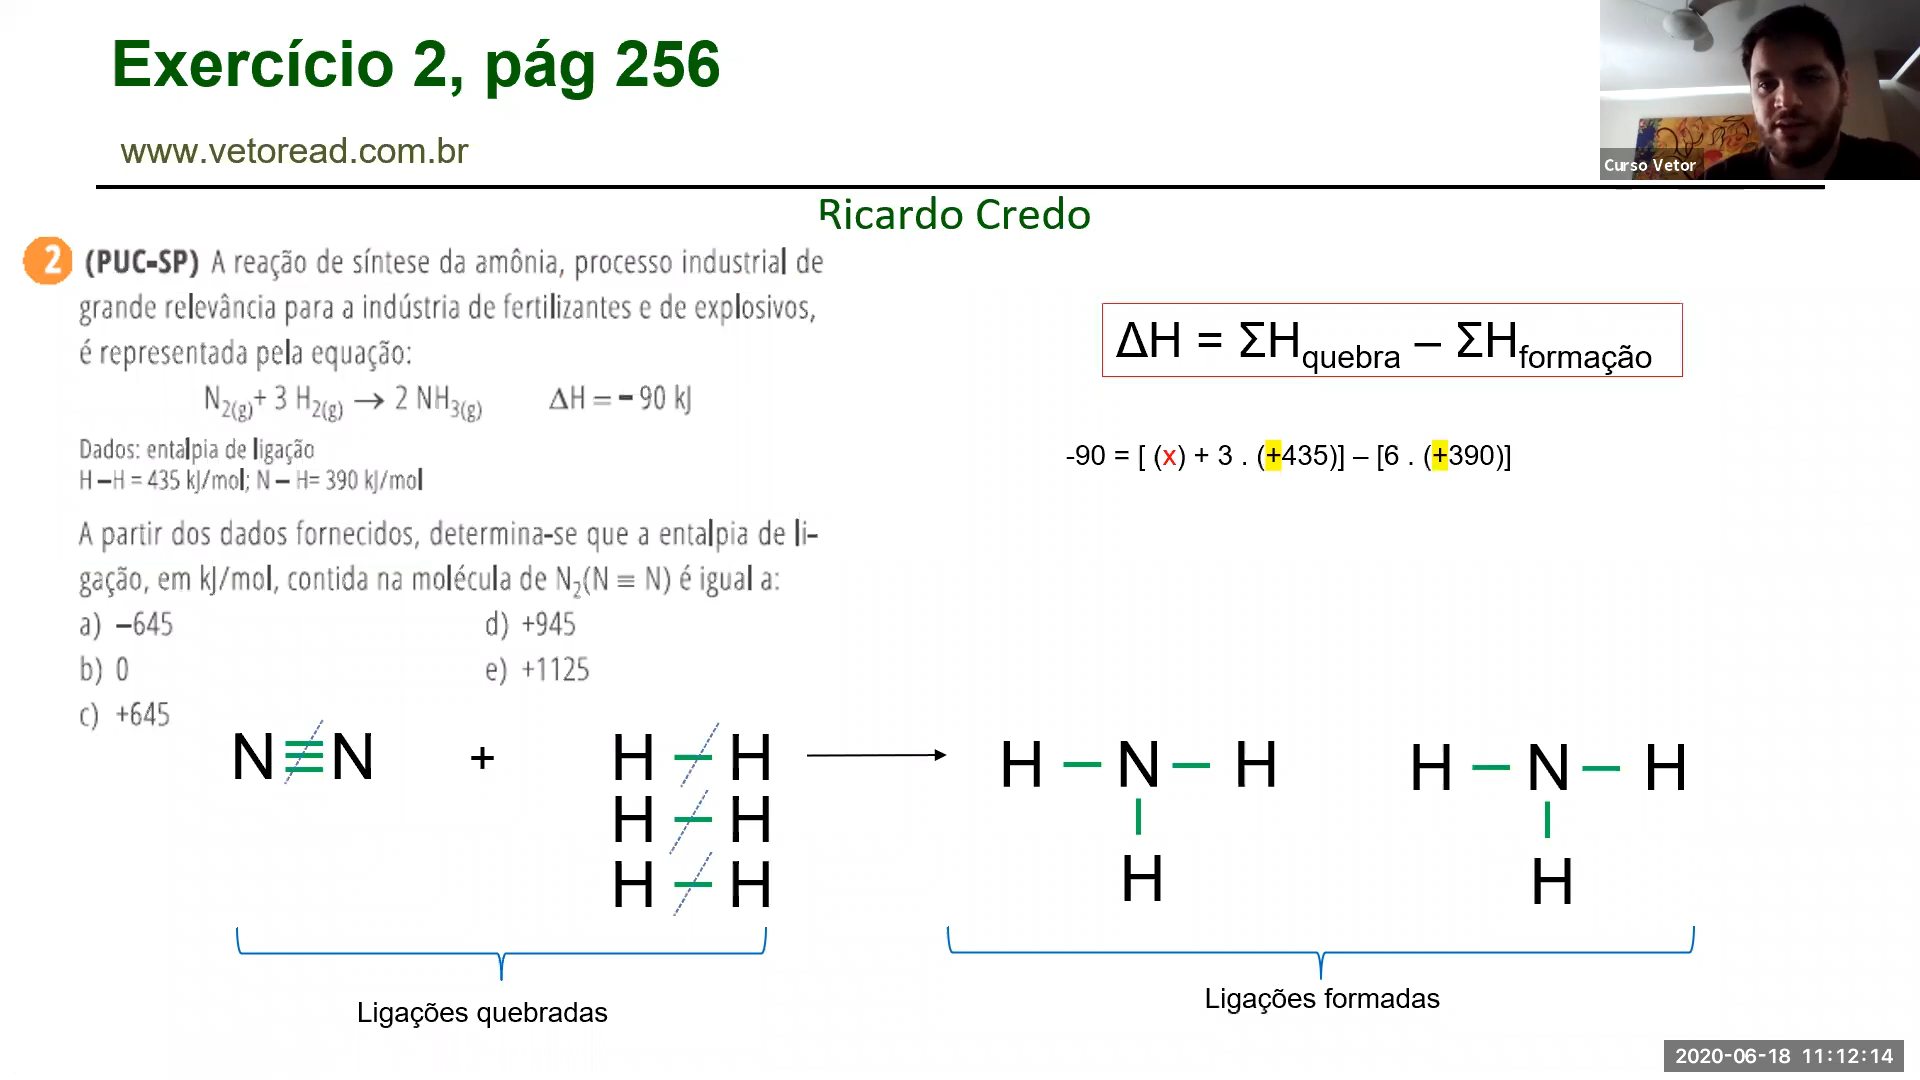 Exercício 2, pág 256
www.vetoread.com.br
Curso Vetor
Ricardo Credo
2 (PUC-SP) A reação de síntese da amônia, processo industrial de
grande relevância para a indústria de fertilizantes e de explosivos,
é representada pela equação:
N2(g)+ 3 H2(g) → 2 NH3(g) ΔH = - 90 kJ
Dados: entalpia de ligação
H – H = 435 kJ/mol; N – H= 390 kJ/mol
A partir dos dados fornecidos, determina-se que a entalpia de li-
gação, em kJ/mol, contida na molécula de N2(N ≡ N) é igual a:
a) –645
b) 0
c) +645
d) +945
e) +1125
ΔH = ΣHquebra – ΣHformação
-90 = [ (x) + 3 . (+435)] – [6 . (+390)]
N≡N + H – H → H – N – H H – N – H
H – H
H – H
H H
Ligações quebradas
Ligações formadas
2020-06-18 11:12:14